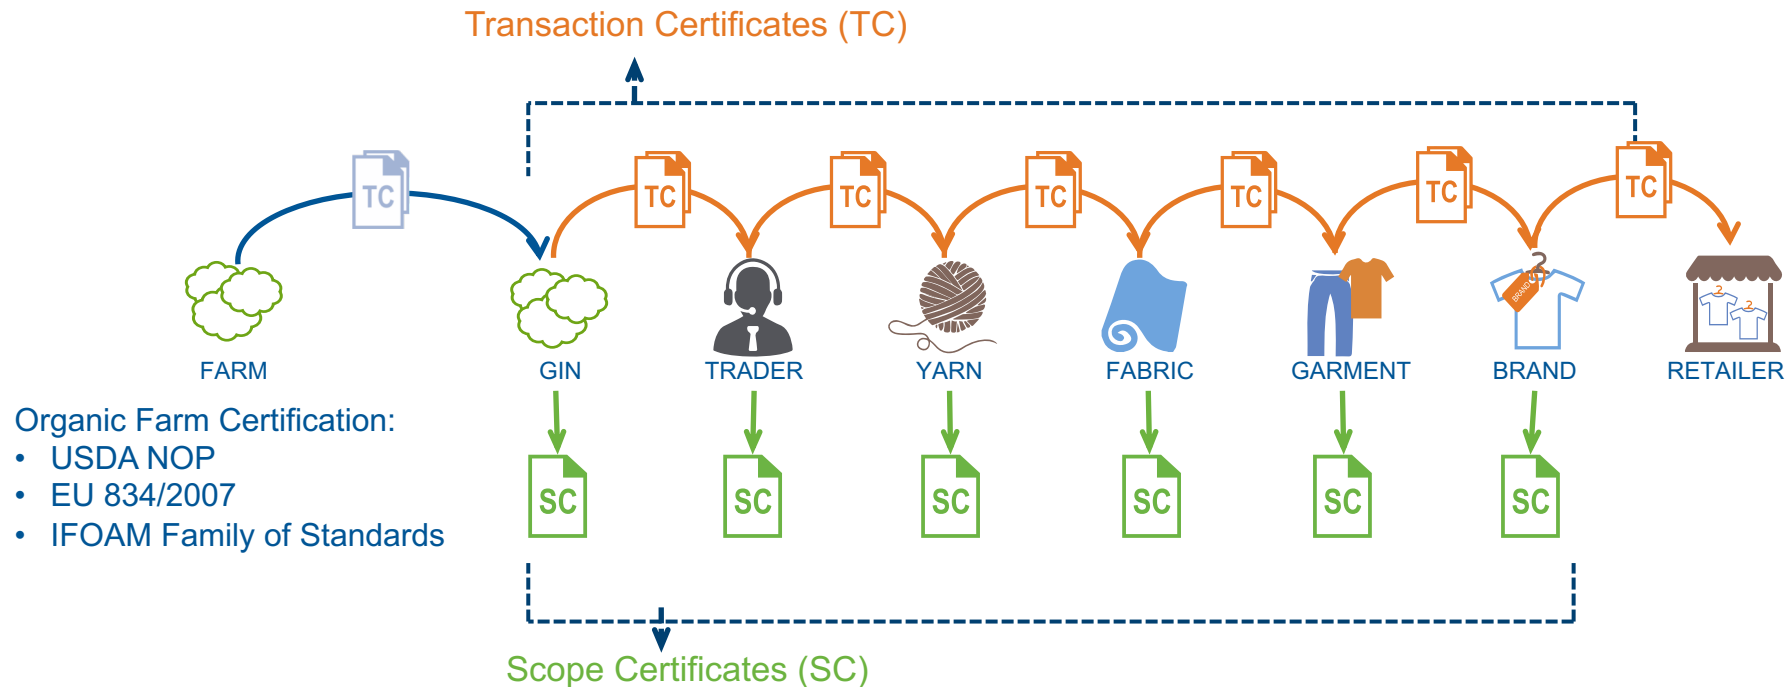 Transaction Certificates (TC)
TC
TC
TC
TC
TC
TC
TC
BRAND
FARM
GIN
TRADER
YARN
FABRIC
GARMENT
BRAND
RETAILER
Organic Farm Certification:
• USDA NOP
• EU 834/2007
• IFOAM Family of Standards
SC
SC
SC
SC
SC
SC
Scope Certificates (SC)